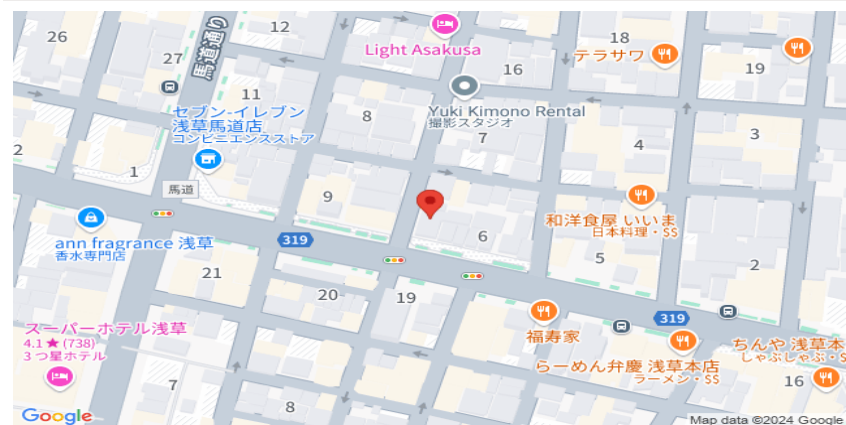 26
27
馬道通り
12
Light Asakusa
18
テラサワ
19
16
11
セブン-イレブン
浅草馬道店
コンビニエンスストア
8
Yuki Kimono Rental
撮影スタジオ
7
4
3
2
1
馬道
9
和洋食屋 いいま
日本料理・$$
6
5
2
ann fragrance 浅草
香水専門店
319
21
20
19
319
スーパーホテル浅草
4.1★(738)
3 つ星ホテル
福寿家
らーめん弁慶 浅草本店
ラーメン・$$
ちんや 浅草本
しゃぶしゃぶ・$
16
7
8
Google
Map data ©2024 Google